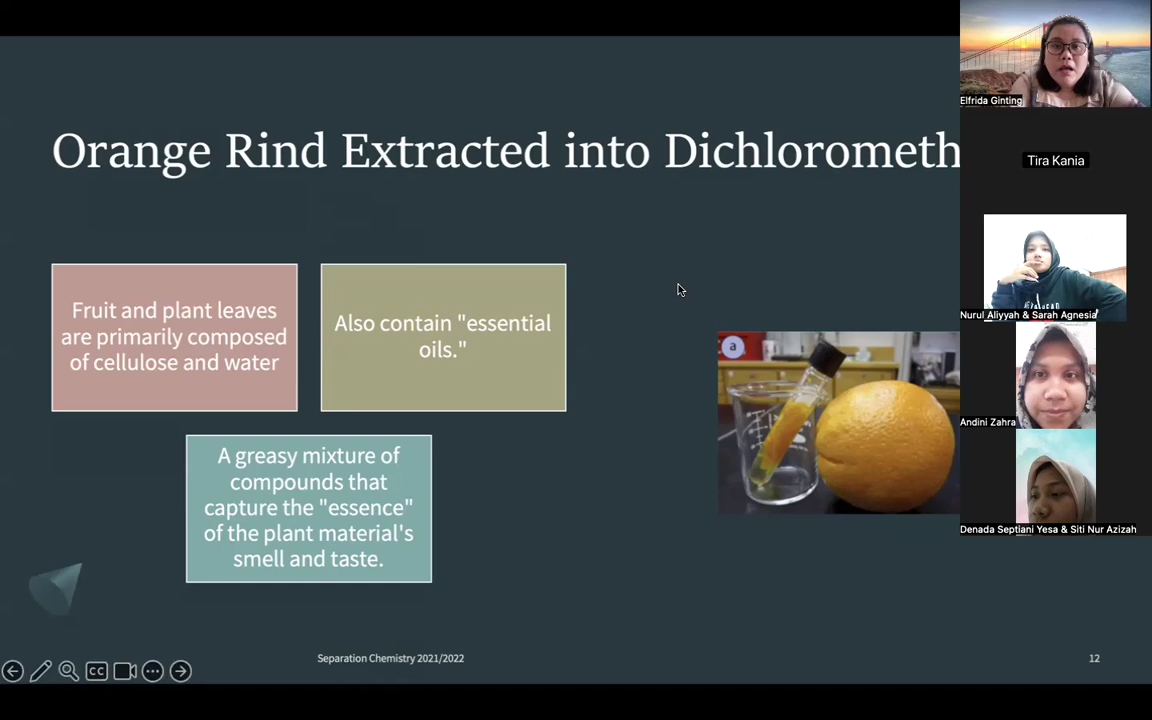 Orange Rind Extracted into Dichlorometh
Fruit and plant leaves
are primarily composed
of cellulose and water
Also contain "essential
oils."
A greasy mixture of
compounds that
capture the "essence"
of the plant material's
smell and taste.
a
Separation Chemistry 2021/2022
12
CC
Elfrida Ginting
Tira Kania
Nurul Aliyyah & Sarah Agnesia
Andini Zahra
Denada Septiani Yesa & Siti Nur Azizah